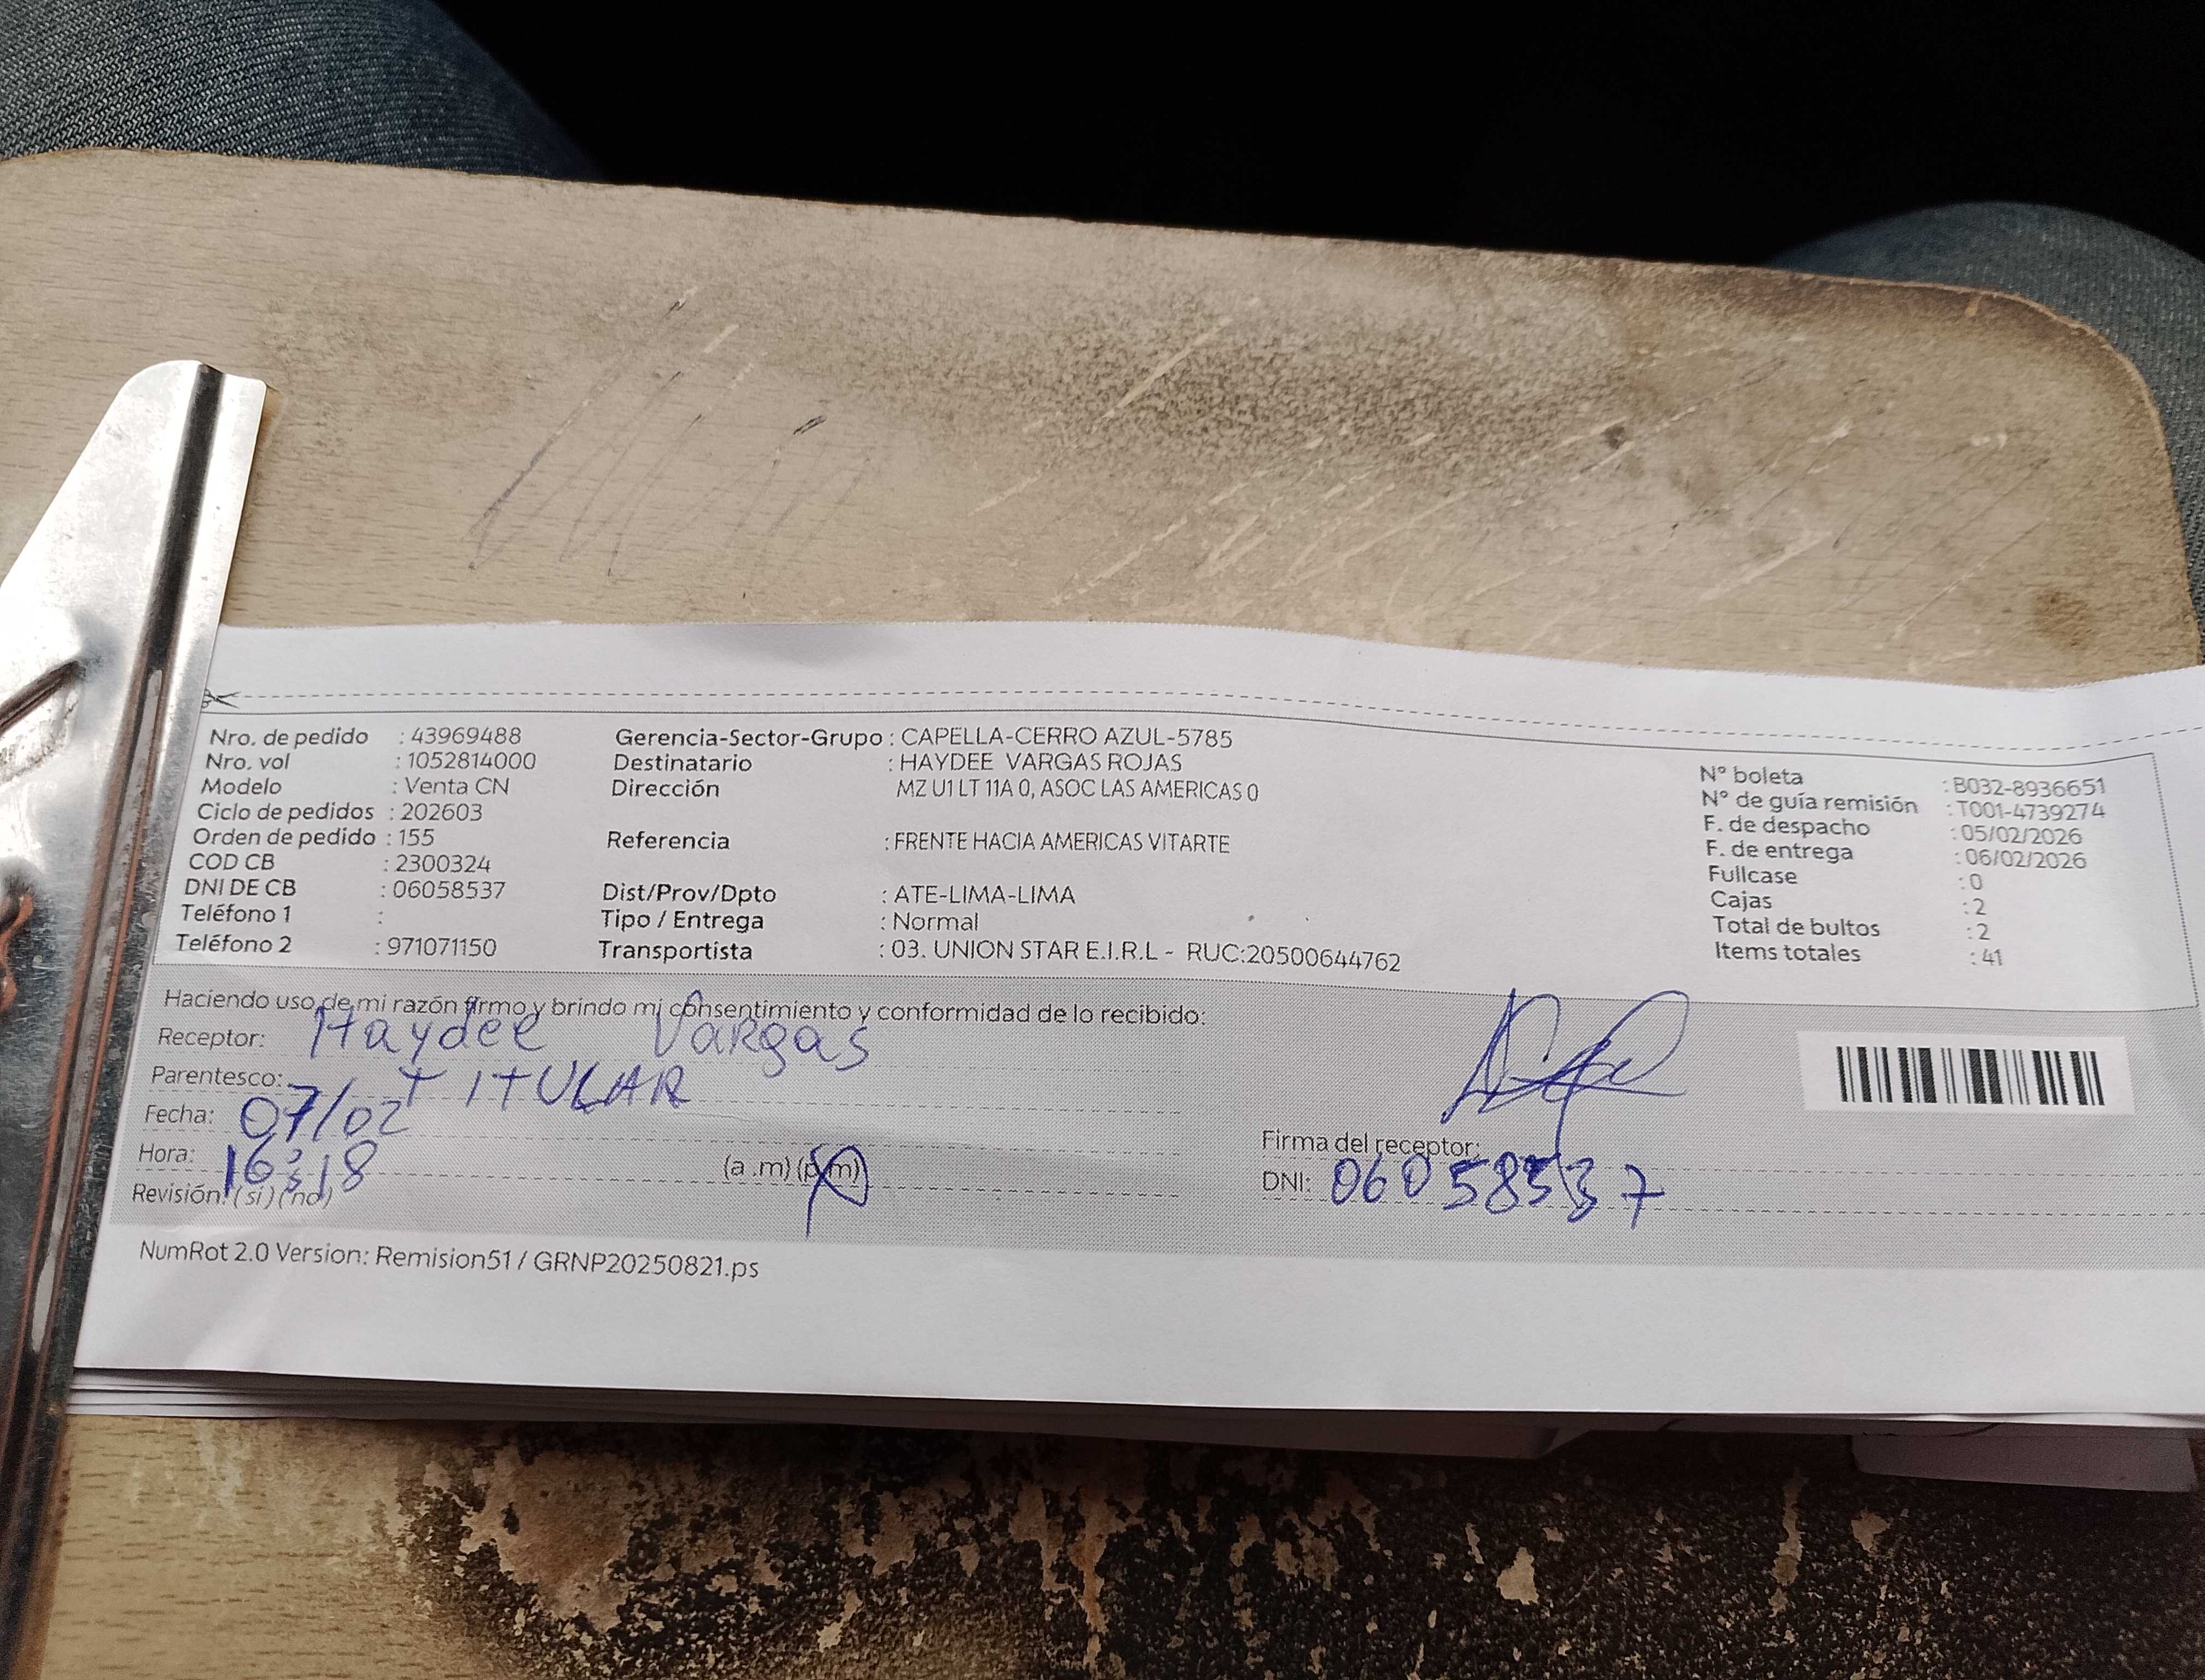 Nro. de pedido : 43969488
Nro. vol : 1052814000
Modelo : Venta CN
Ciclo de pedidos : 202603
Orden de pedido : 155
COD CB : 2300324
DNI DE CB : 06058537
Teléfono 1 :
Teléfono 2 : 971071150
Gerencia-Sector-Grupo : CAPELLA-CERRO AZUL-5785
Destinatario : HAYDEE VARGAS ROJAS
Dirección MZ U1 LT 11A 0, ASOC LAS AMERICAS 0
Referencia : FRENTE HACIA AMERICAS VITARTE
Dist/Prov/Dpto : ATE-LIMA-LIMA
Tipo / Entrega : Normal
Transportista : 03. UNION STAR E.I.R.L - RUC:20500644762
N° boleta : B032-8936651
N° de guía remisión : T001-4739274
F. de despacho : 05/02/2026
F. de entrega : 06/02/2026
Fullcase : 0
Cajas : 2
Total de bultos : 2
Items totales : 41
Haciendo uso de mi razón firmo y brindo mi consentimiento y conformidad de lo recibido:
Receptor: Haydee Vargas
Parentesco: TITULAR
Fecha: 07/02
Hora: 16:18 (a.m) (p.m)
Revisión: (si) (no)
Firma del receptor:
DNI: 06058537
NumRot 2.0 Version: Remision51 / GRNP20250821.ps